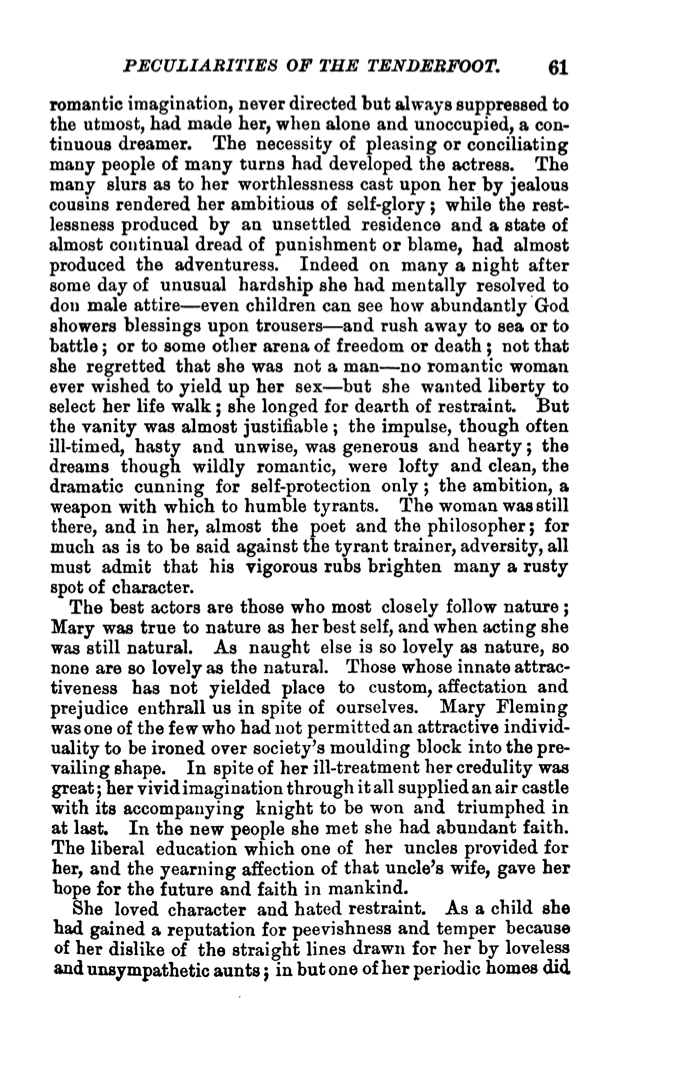 PECULIARITIES OF THE TENDERFOOT. 61
romantic imagination, never directed but always suppressed to
the utmost, had made her, when alone and unoccupied, a con-
tinuous dreamer. The necessity of pleasing or conciliating
many people of many turns had developed the actress. The
many slurs as to her worthlessness cast upon her by jealous
cousins rendered her ambitious of self-glory; while the rest-
lessness produced by an unsettled residence and a state of
almost continual dread of punishment or blame, had almost
produced the adventuress. Indeed on many a night after
some day of unusual hardship she had mentally resolved to
don male attire—even children can see how abundantly God
showers blessings upon trousers—and rush away to sea or to
battle; or to some other arena of freedom or death; not that
she regretted that she was not a man—no romantic woman
ever wished to yield up her sex—but she wanted liberty to
select her life walk; she longed for dearth of restraint. But
the vanity was almost justifiable; the impulse, though often
ill-timed, hasty and unwise, was generous and hearty; the
dreams though wildly romantic, were lofty and clean, the
dramatic cunning for self-protection only; the ambition, a
weapon with which to humble tyrants. The woman was still
there, and in her, almost the poet and the philosopher; for
much as is to be said against the tyrant trainer, adversity, all
must admit that his vigorous rubs brighten many a rusty
spot of character.
The best actors are those who most closely follow nature;
Mary was true to nature as her best self, and when acting she
was still natural. As naught else is so lovely as nature, so
none are so lovely as the natural. Those whose innate attrac-
tiveness has not yielded place to custom, affectation and
prejudice enthrall us in spite of ourselves. Mary Fleming
was one of the few who had not permitted an attractive individ-
uality to be ironed over society's moulding block into the pre-
vailing shape. In spite of her ill-treatment her credulity was
great; her vivid imagination through it all supplied an air castle
with its accompanying knight to be won and triumphed in
at last. In the new people she met she had abundant faith.
The liberal education which one of her uncles provided for
her, and the yearning affection of that uncle's wife, gave her
hope for the future and faith in mankind.
She loved character and hated restraint. As a child she
had gained a reputation for peevishness and temper because
of her dislike of the straight lines drawn for her by loveless
and unsympathetic aunts; in but one of her periodic homes did